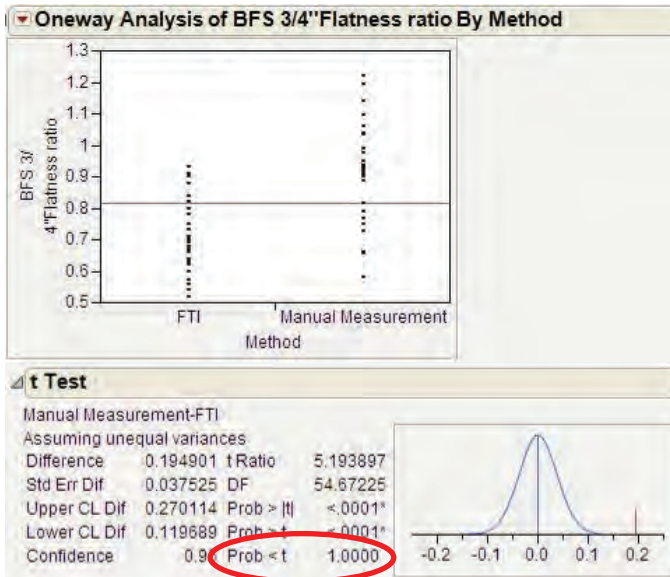 Oneway Analysis of BFS 3/4"Flatness ratio By Method
1.3
1.2
1.1
1
0.9
0.8
0.7
0.6
0.5
BFS 3/
4"Flatness ratio
FTI Manual Measurement
Method
t Test
Manual Measurement-FTI
Assuming unequal variances
Difference 0.194901 t Ratio 5.193897
Std Err Dif 0.037525 DF 54.67225
Upper CL Dif 0.270114 Prob > |t| <.0001*
Lower CL Dif 0.119689 Prob > t <.0001*
Confidence Prob < t 1.0000
-0.2 -0.1 0.0 0.1 0.2